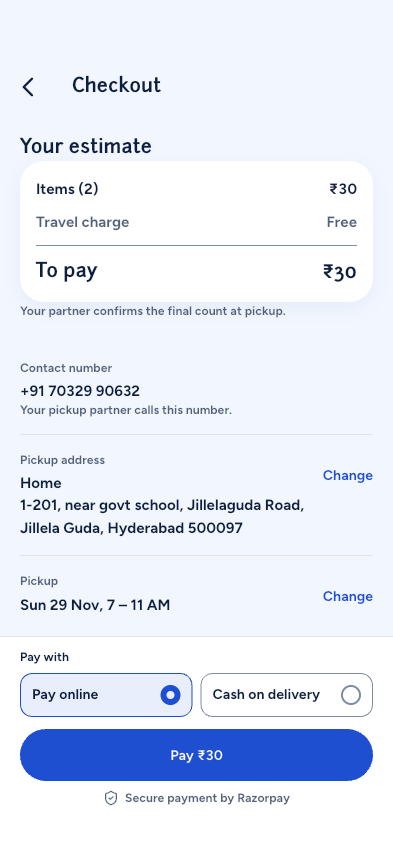 Checkout
Your estimate
Items (2) ₹30
Travel charge Free
To pay ₹30
Your partner confirms the final count at pickup.
Contact number
+91 70329 90632
Your pickup partner calls this number.
Pickup address
Home
Change
1-201, near govt school, Jillelaguda Road,
Jillela Guda, Hyderabad 500097
Pickup
Sun 29 Nov, 7 – 11 AM
Change
Pay with
Pay online
Cash on delivery
Pay ₹30
Secure payment by Razorpay